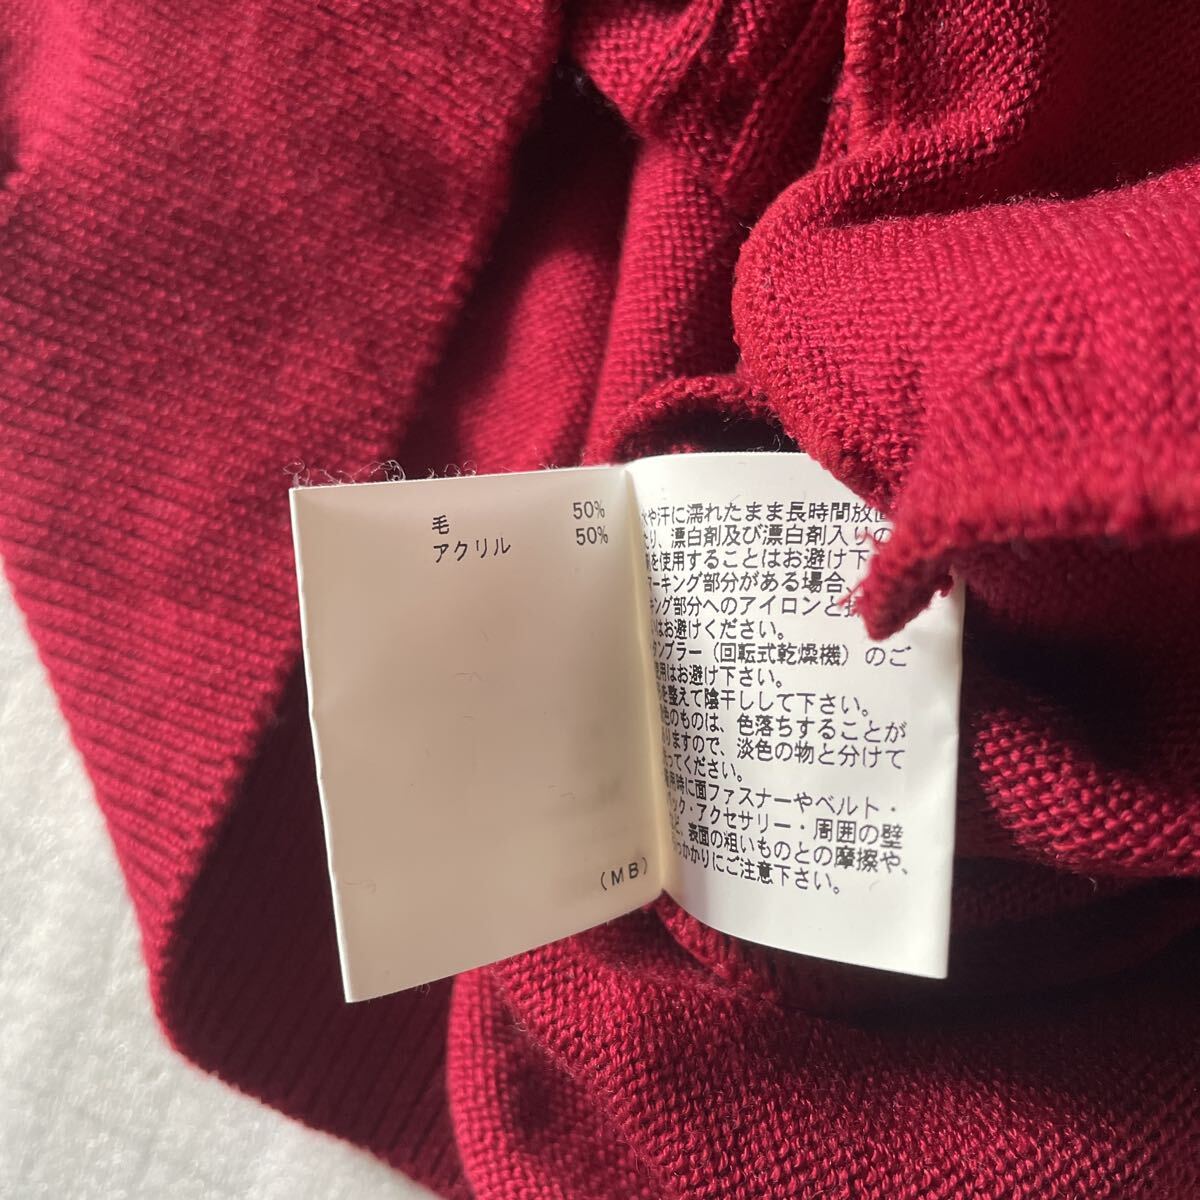 毛 50%
アクリル 50%
(MB)
や汗に濡れたまま長時間放置
り、漂白剤及び漂白剤入りの
を使用することはお避け下
ーキング部分がある場合、
キング部分へのアイロンと
はお避けください。
タンブラー(回転式乾燥機)のご
使用はお避け下さい。
を整えて陰干しして下さい。
色のものは、色落ちすることが
りますので、淡色の物と分けて
ってください。
用時に面ファスナーやベルト・
ック・アクセサリー・周囲の壁
ど、表面の粗いものとの摩擦や、
っかかりにご注意下さい。